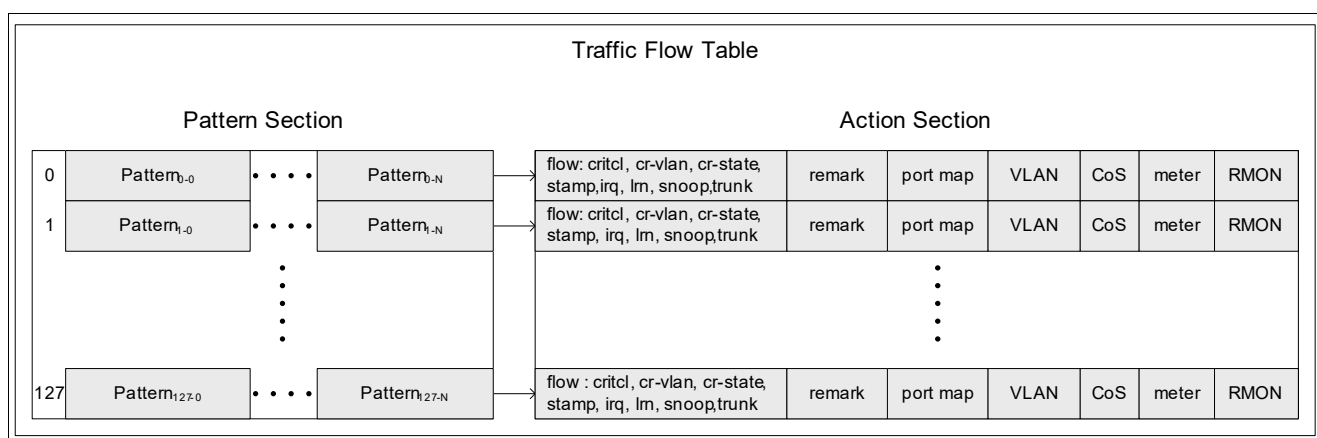 Traffic Flow Table
Pattern Section Action Section
0 Pattern0-0 Pattern0-N flow: critcl, cr-vlan, cr-state, stamp,irq, lrn, snoop,trunk remark port map VLAN CoS meter RMON
1 Pattern1-0 Pattern1-N flow: critcl, cr-vlan, cr-state, stamp, irq, lrn, snoop,trunk remark port map VLAN CoS meter RMON
127 Pattern127-0 Pattern127-N flow : critcl, cr-vlan, cr-state, stamp, irq, lrn, snoop,trunk remark port map VLAN CoS meter RMON